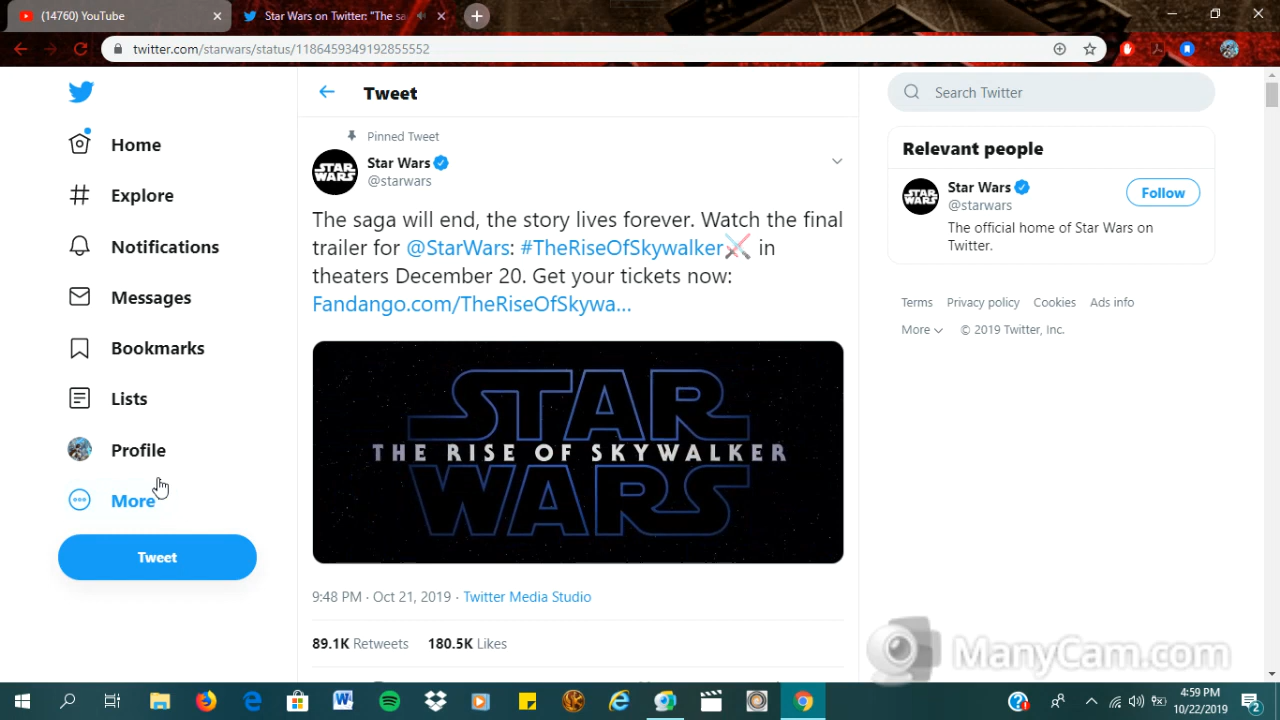 (14760) YouTube
Star Wars on Twitter: "The sa
twitter.com/starwars/status/1186459349192855552
Home
Explore
Notifications
Messages
Bookmarks
Lists
Profile
More
Tweet
Tweet
Pinned Tweet
STAR WARS
Star Wars
@starwars
The saga will end, the story lives forever. Watch the final
trailer for @StarWars: #TheRiseOfSkywalker⚔ in
theaters December 20. Get your tickets now:
Fandango.com/TheRiseOfSkywa...
STAR
THE RISE OF SKYWALKER
WARS
9:48 PM · Oct 21, 2019 · Twitter Media Studio
89.1K Retweets 180.5K Likes
Search Twitter
Relevant people
STAR WARS
Star Wars
@starwars
Follow
The official home of Star Wars on
Twitter.
Terms Privacy policy Cookies Ads info
More © 2019 Twitter, Inc.
ManyCam.com
4:59 PM
10/22/2019
2